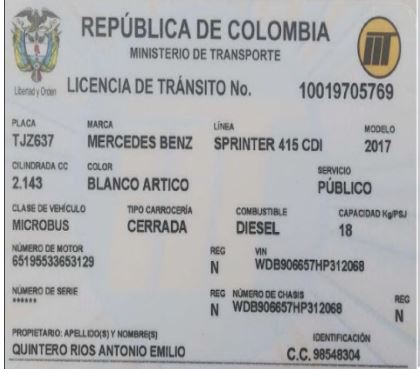 REPÚBLICA DE COLOMBIA
MINISTERIO DE TRANSPORTE
Libertad y Orden
LICENCIA DE TRÁNSITO No. 10019705769
PLACA MARCA LÍNEA MODELO
TJZ637 MERCEDES BENZ SPRINTER 415 CDI 2017
CILINDRADA CC COLOR SERVICIO
2.143 BLANCO ARTICO PÚBLICO
CLASE DE VEHÍCULO TIPO CARROCERÍA COMBUSTIBLE CAPACIDAD Kg/PSJ
MICROBUS CERRADA DIESEL 18
NÚMERO DE MOTOR REG VIN
65195533653129 N WDB906657HP312068
NÚMERO DE SERIE REG NÚMERO DE CHASIS REG
****** N WDB906657HP312068 N
PROPIETARIO: APELLIDO(S) Y NOMBRE(S) IDENTIFICACIÓN
QUINTERO RIOS ANTONIO EMILIO C.C. 98548304